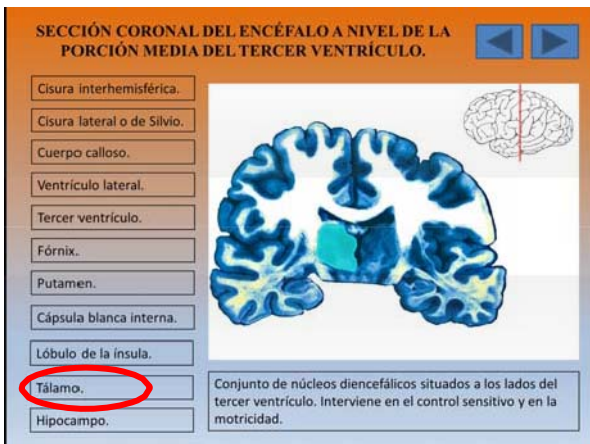 SECCIÓN CORONAL DEL ENCÉFALO A NIVEL DE LA
PORCIÓN MEDIA DEL TERCER VENTRÍCULO.
Cisura interhemisférica.
Cisura lateral o de Silvio.
Cuerpo calloso.
Ventrículo lateral.
Tercer ventrículo.
Fórnix.
Putamen.
Cápsula blanca interna.
Lóbulo de la ínsula.
Tálamo.
Hipocampo.
Conjunto de núcleos diencefálicos situados a los lados del
tercer ventrículo. Interviene en el control sensitivo y en la
motricidad.